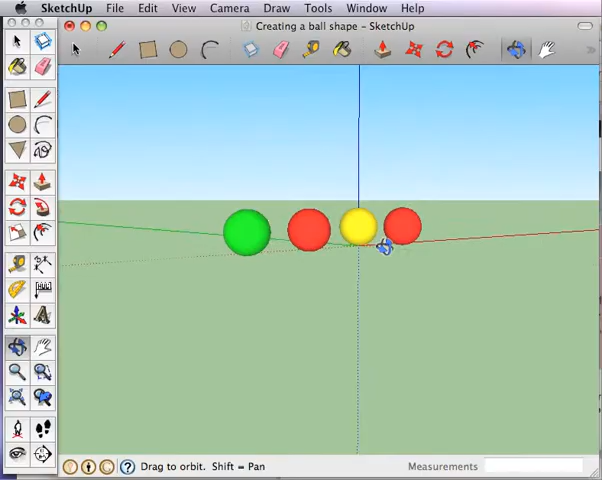 SketchUp File Edit View Camera Draw Tools Window Help
Creating a ball shape - SketchUp
Drag to orbit. Shift = Pan
Measurements